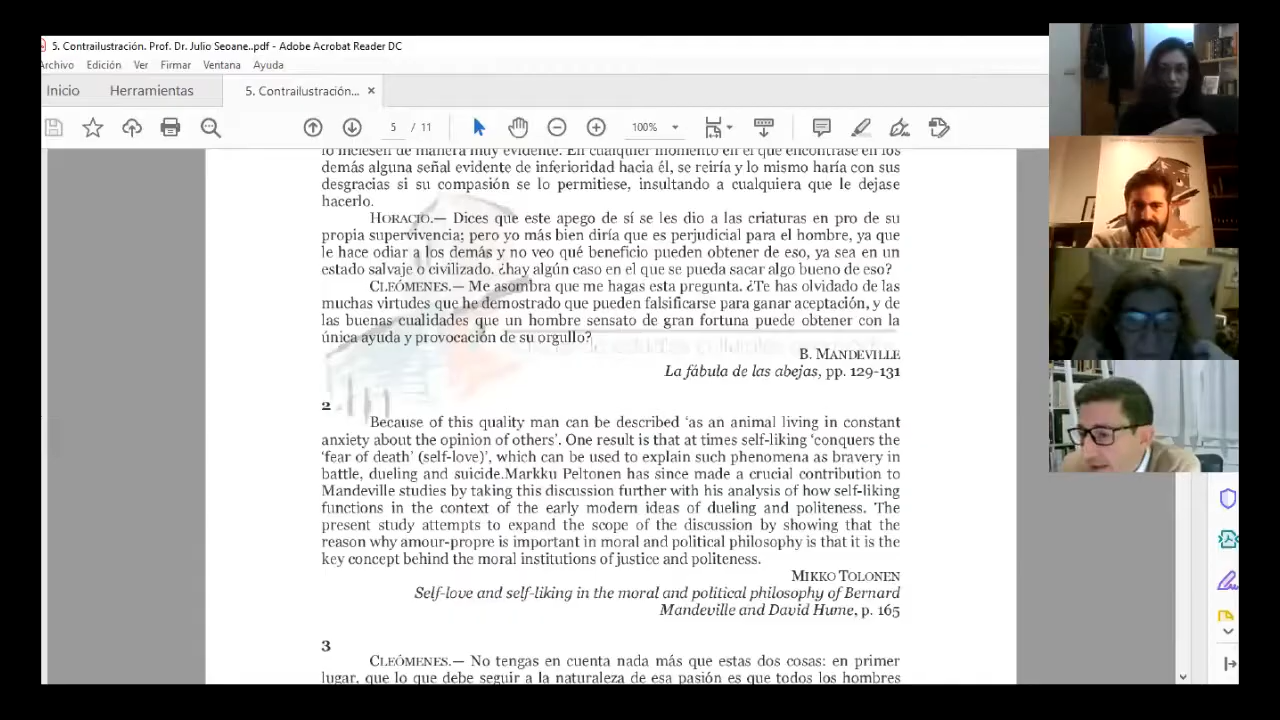 5. Contrailustración. Prof. Dr. Julio Seoane..pdf - Adobe Acrobat Reader DC
Archivo Edición Ver Firmar Ventana Ayuda
Inicio Herramientas 5. Contrailustración... ×
5 / 11 100%
lo hiciesen de manera muy evidente. En cualquier momento en el que encontrase en los
demás alguna señal evidente de inferioridad hacia él, se reiría y lo mismo haría con sus
desgracias si su compasión se lo permitiese, insultando a cualquiera que le dejase
hacerlo.
HORACIO.— Dices que este apego de sí se les dio a las criaturas en pro de su
propia supervivencia; pero yo más bien diría que es perjudicial para el hombre, ya que
le hace odiar a los demás y no veo qué beneficio pueden obtener de eso, ya sea en un
estado salvaje o civilizado. ¿hay algún caso en el que se pueda sacar algo bueno de eso?
CLEÓMENES.— Me asombra que me hagas esta pregunta. ¿Te has olvidado de las
muchas virtudes que he demostrado que pueden falsificarse para ganar aceptación, y de
las buenas cualidades que un hombre sensato de gran fortuna puede obtener con la
única ayuda y provocación de su orgullo?
B. MANDEVILLE
La fábula de las abejas, pp. 129-131
2
Because of this quality man can be described ‘as an animal living in constant
anxiety about the opinion of others’. One result is that at times self-liking ‘conquers the
‘fear of death’ (self-love)’, which can be used to explain such phenomena as bravery in
battle, dueling and suicide.Markku Peltonen has since made a crucial contribution to
Mandeville studies by taking this discussion further with his analysis of how self-liking
functions in the context of the early modern ideas of dueling and politeness. The
present study attempts to expand the scope of the discussion by showing that the
reason why amour-propre is important in moral and political philosophy is that it is the
key concept behind the moral institutions of justice and politeness.
MIKKO TOLONEN
Self-love and self-liking in the moral and political philosophy of Bernard
Mandeville and David Hume, p. 165
3
CLEÓMENES.— No tengas en cuenta nada más que estas dos cosas: en primer
lugar, que lo que debe seguir a la naturaleza de esa pasión es que todos los hombres